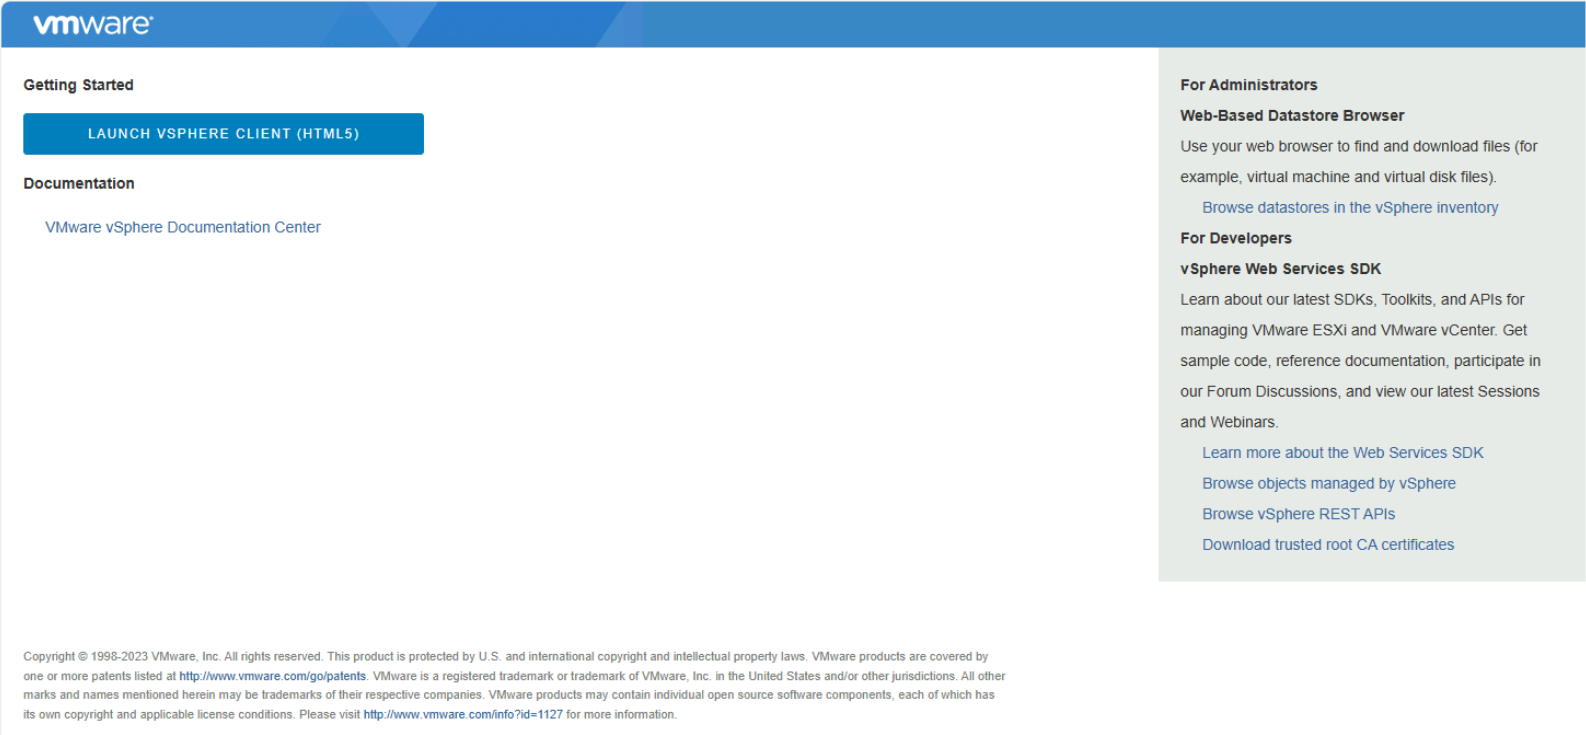 vmware®
Getting Started
LAUNCH VSPHERE CLIENT (HTML5)
Documentation
VMware vSphere Documentation Center
For Administrators
Web-Based Datastore Browser
Use your web browser to find and download files (for
example, virtual machine and virtual disk files).
Browse datastores in the vSphere inventory
For Developers
vSphere Web Services SDK
Learn about our latest SDKs, Toolkits, and APIs for
managing VMware ESXi and VMware vCenter. Get
sample code, reference documentation, participate in
our Forum Discussions, and view our latest Sessions
and Webinars.
Learn more about the Web Services SDK
Browse objects managed by vSphere
Browse vSphere REST APIs
Download trusted root CA certificates
Copyright © 1998-2023 VMware, Inc. All rights reserved. This product is protected by U.S. and international copyright and intellectual property laws. VMware products are covered by
one or more patents listed at http://www.vmware.com/go/patents. VMware is a registered trademark or trademark of VMware, Inc. in the United States and/or other jurisdictions. All other
marks and names mentioned herein may be trademarks of their respective companies. VMware products may contain individual open source software components, each of which has
its own copyright and applicable license conditions. Please visit http://www.vmware.com/info?id=1127 for more information.